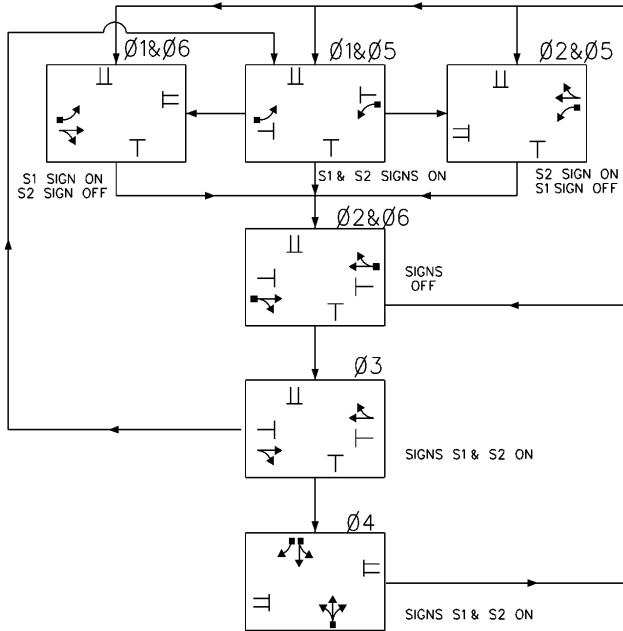 Ø1&Ø6
Ø1&Ø5
Ø2&Ø5
S1 SIGN ON
S2 SIGN OFF
S1 & S2 SIGNS ON
S2 SIGN ON
S1 SIGN OFF
Ø2&Ø6
SIGNS
OFF
Ø3
SIGNS S1 & S2 ON
Ø4
SIGNS S1 & S2 ON